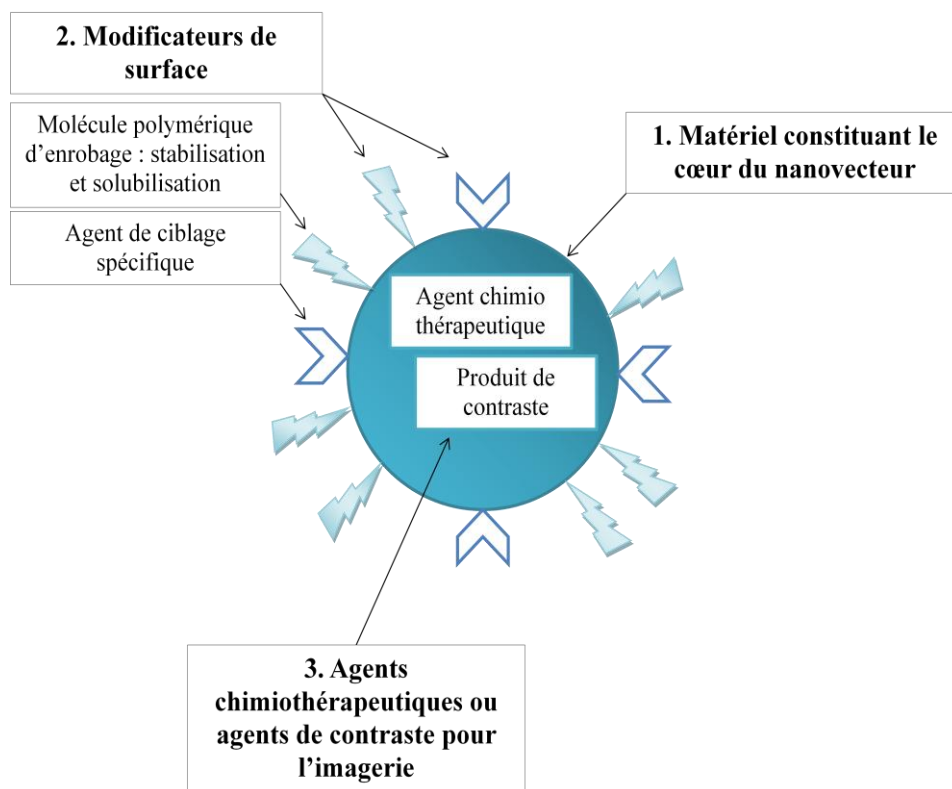 2. Modificateurs de
surface
Molécule polymérique
d’enrobage : stabilisation
et solubilisation
Agent de ciblage
spécifique
1. Matériel constituant le
cœur du nanovecteur
Agent chimio
thérapeutique
Produit de
contraste
3. Agents
chimiothérapeutiques ou
agents de contraste pour
l’imagerie